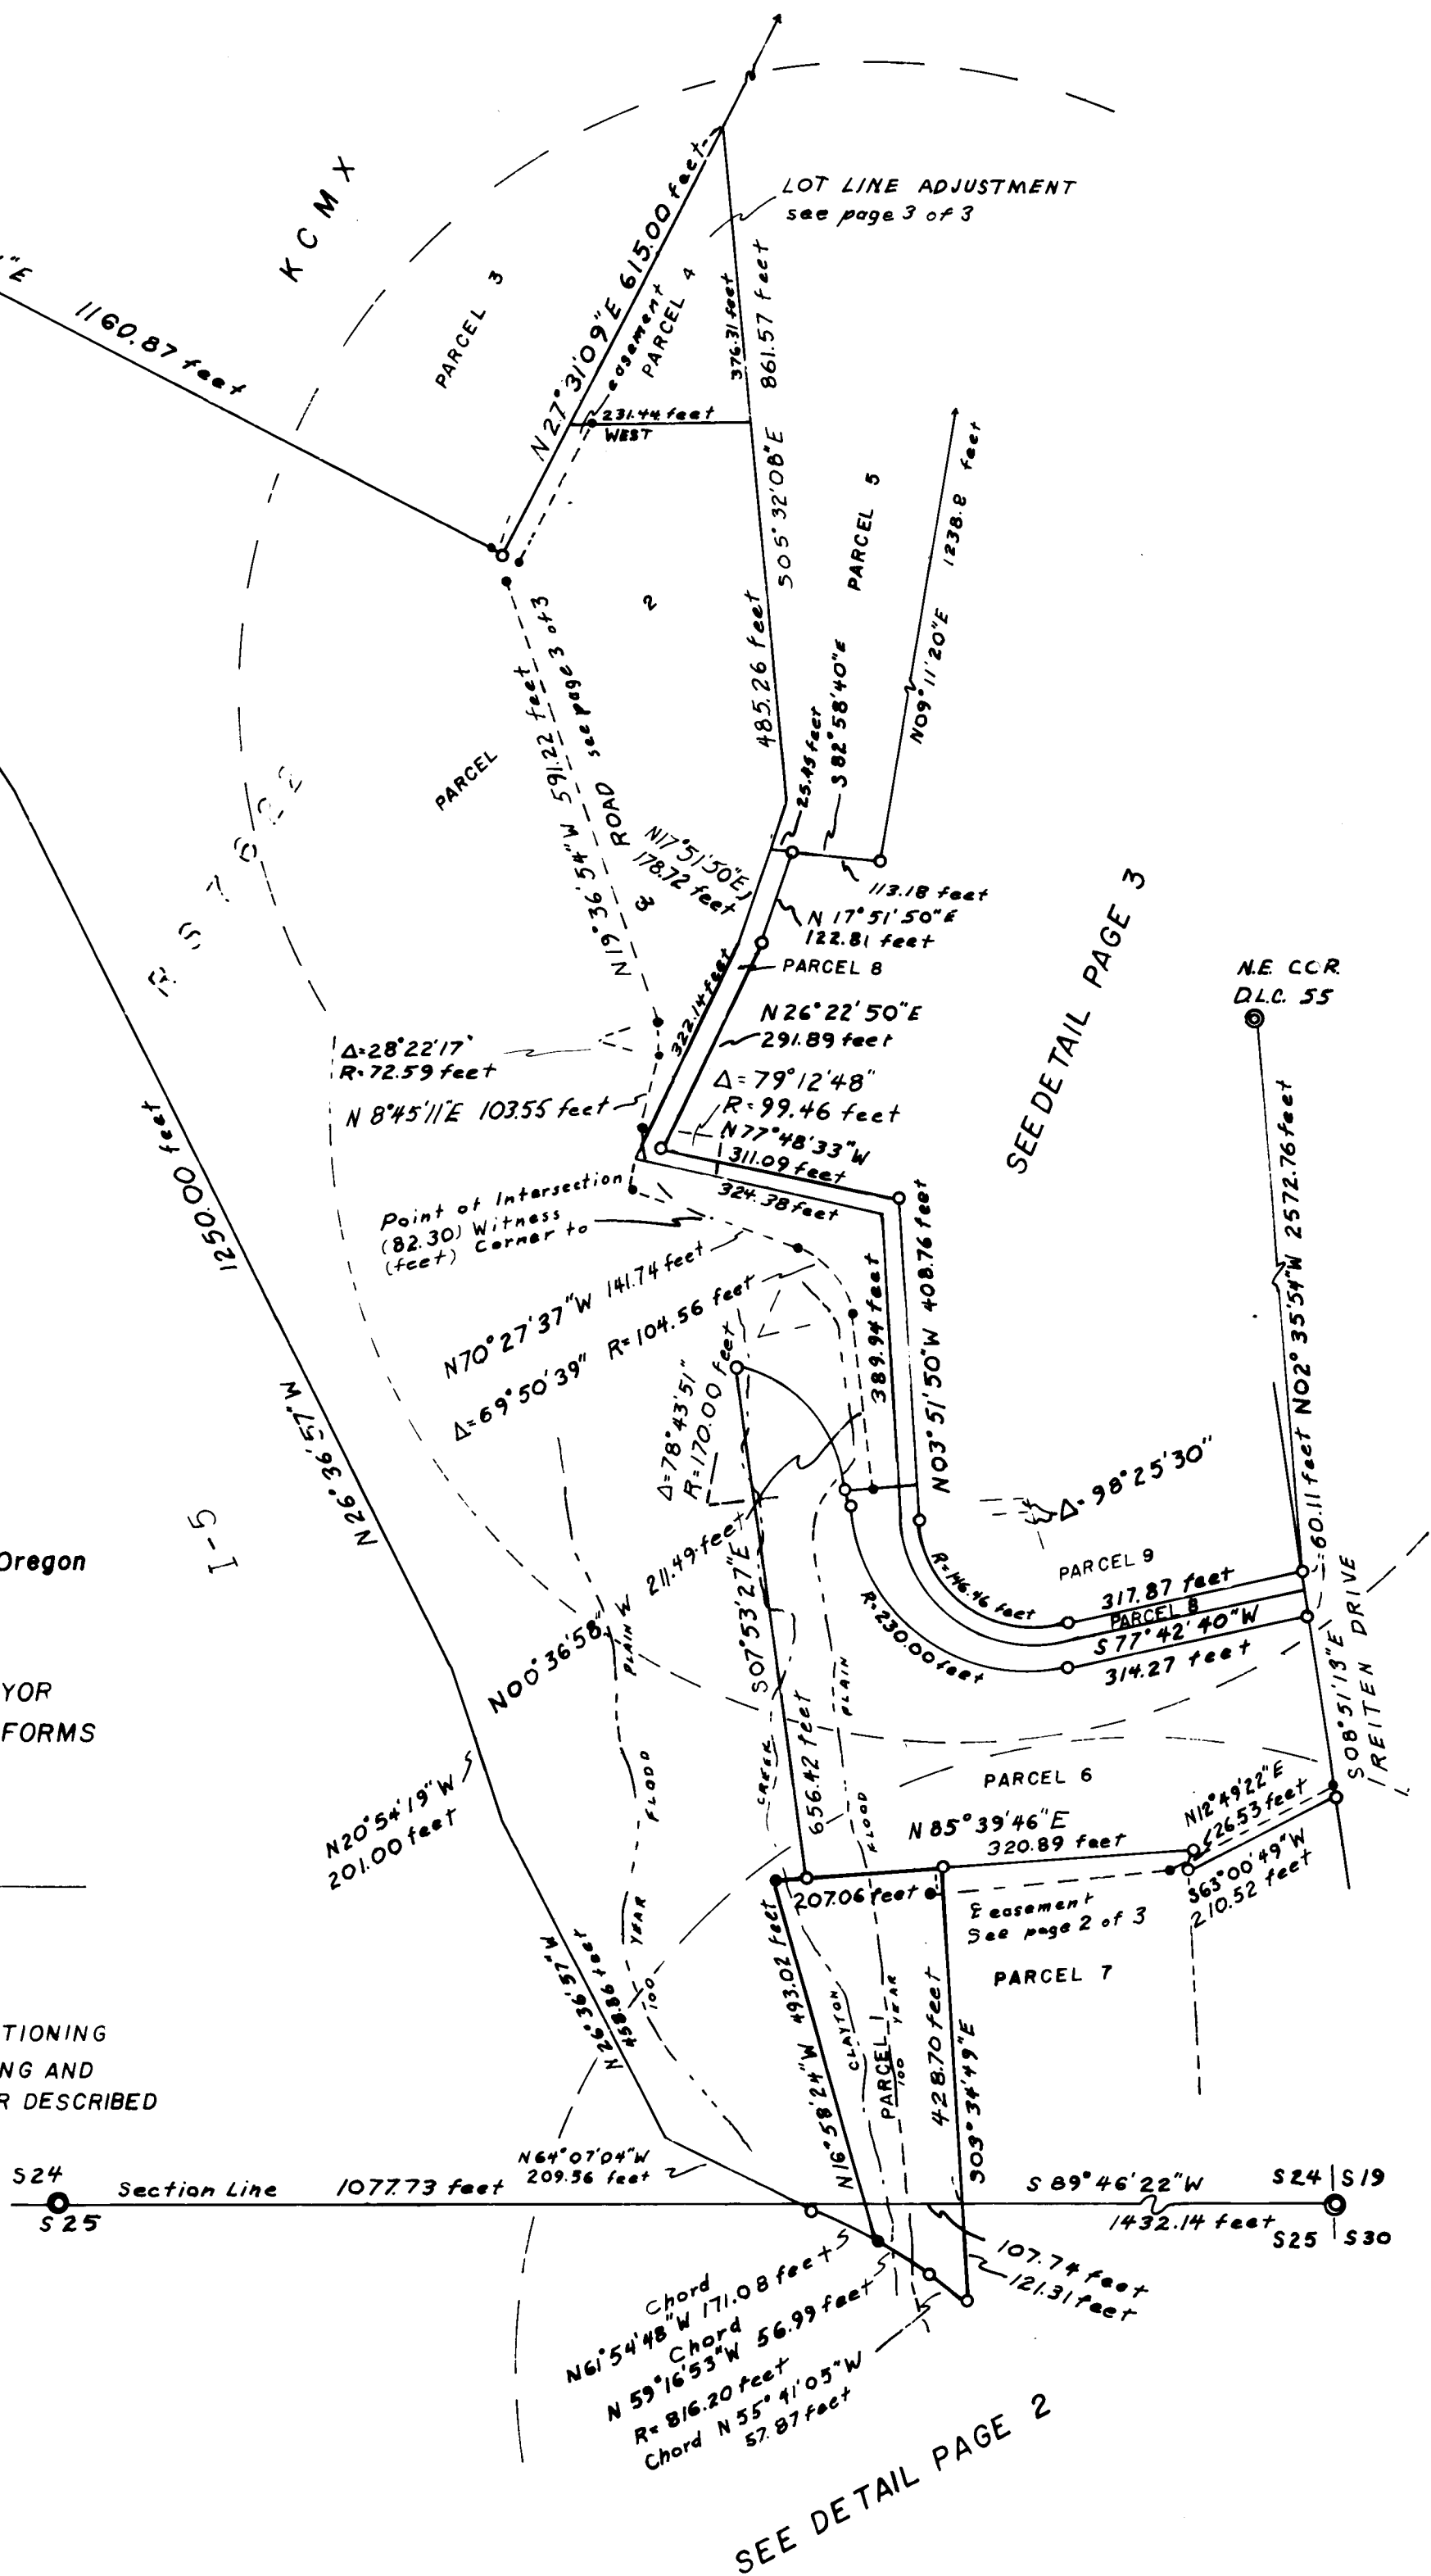 KCMX
"E
1160.87 feet
PARCEL 3
N27°31'09"E 615.00 feet
easement
PARCEL 4
LOT LINE ADJUSTMENT
see page 3 of 3
376.31 feet
861.57 feet
231.44 feet
WEST
S05°32'08"E
485.26 feet
PARCEL 5
N09°11'20"E 1238.8 feet
PARCEL
2
N19°36'54"W 591.22 feet
ROAD see page 3 of 3
25.45 feet
S82°58'40"E
113.18 feet
N17°51'50"E
178.72 feet
N 17°51'50"E
122.81 feet
PARCEL 8
322.14 feet
N26°22'50"E
291.89 feet
SEE DETAIL PAGE 3
N.E. COR.
D.L.C. 55
Δ=28°22'17"
R=72.59 feet
N 8°45'11"E 103.55 feet
Δ=79°12'48"
R=99.46 feet
N77°48'33"W
311.09 feet
324.38 feet
Point of Intersection
(82.30) Witness
(feet) Corner to
N70°27'37"W 141.74 feet
Δ=69°50'39" R=104.56 feet
389.94 feet
N03°51'50"W 408.76 feet
N02°35'54"W 2572.76 feet
60.11 feet
1250.00 feet
N26°36'57"W
I-5
Δ=78°43'51"
R=170.00 feet
Δ=98°25'30"
N00°36'58"
211.49 feet
S07°53'27"E
656.42 feet
R=146.46 feet
R=230.00 feet
PARCEL 9
317.87 feet
PARCEL 8
S77°42'40"W
314.27 feet
S08°51'13"E
REITEN DRIVE
Oregon
YOR
FORMS
N20°54'19"W
201.00 feet
100 YEAR FLOOD PLAIN
CREEK
FLOOD PLAIN
PARCEL 6
N85°39'46"E
320.89 feet
N12°49'22"E
26.53 feet
S63°00'49"W
210.52 feet
207.06 feet
℄ easement
See page 2 of 3
PARCEL 7
N26°36'57"W
458.86 feet
N16°58'24"W 493.02 feet
CLAYTON
PARCEL 1
100 YEAR
428.70 feet
S03°34'49"E
TIONING
NG AND
R DESCRIBED
S24
S25
Section Line 1077.73 feet
N64°07'04"W
209.56 feet
S89°46'22"W
1432.14 feet
S24 S19
S25 S30
107.74 feet
121.31 feet
Chord
N61°54'48"W 171.08 feet
Chord
N 59°16'53"W 56.99 feet
R=816.20 feet
Chord N55°41'05"W
57.87 feet
SEE DETAIL PAGE 2